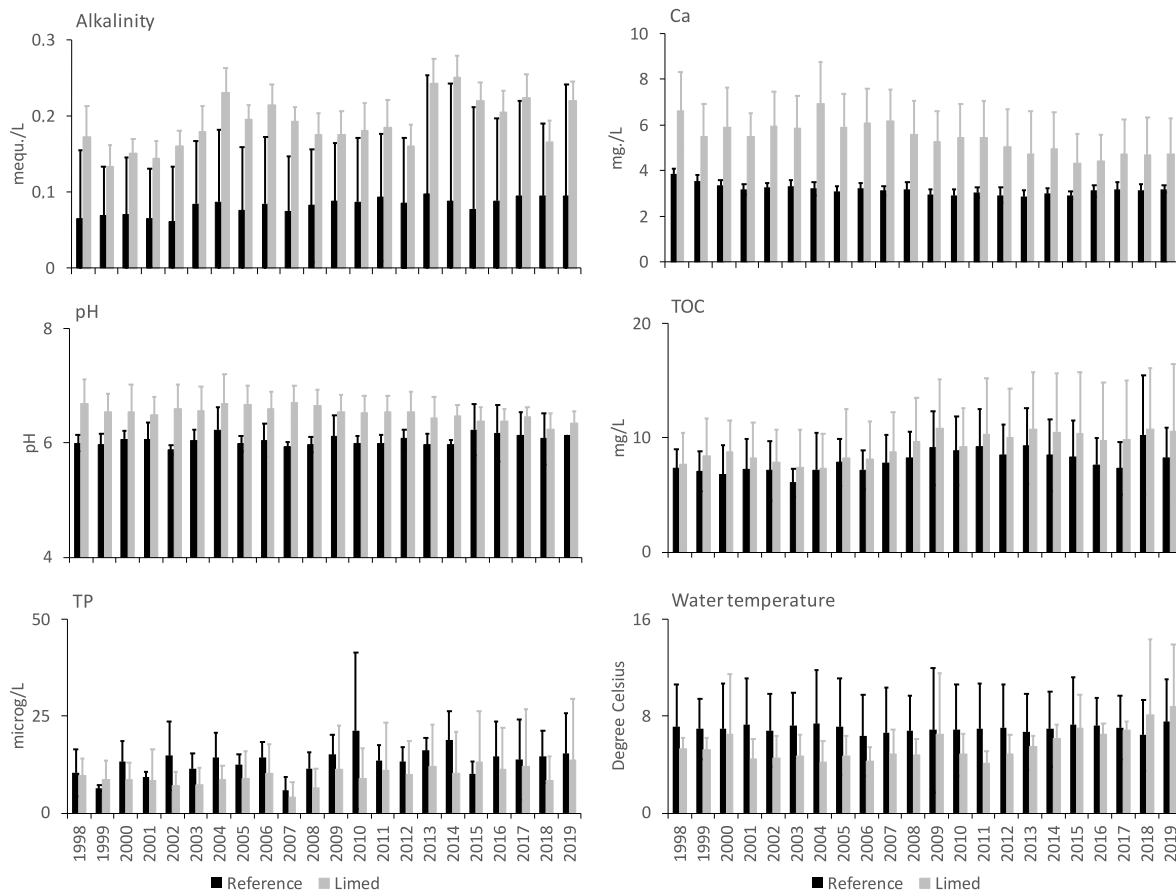 Alkalinity
0.3
0.2
0.1
0
mequ./L
Ca
10
8
6
4
2
0
mg./L
pH
8
6
4
pH
TOC
20
10
0
mg/L
TP
50
25
0
microg/L
1998 1999 2000 2001 2002 2003 2004 2005 2006 2007 2008 2009 2010 2011 2012 2013 2014 2015 2016 2017 2018 2019
Water temperature
16
8
0
Degree Celsius
1998 1999 2000 2001 2002 2003 2004 2005 2006 2007 2008 2009 2010 2011 2012 2013 2014 2015 2016 2017 2018 2019
Reference Limed
Reference Limed